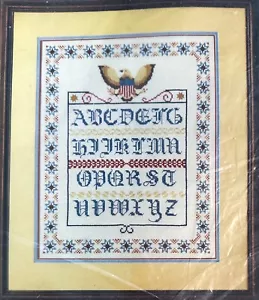 ABCDEFG
HIJKLMN
OPQRST
UVWXYZ